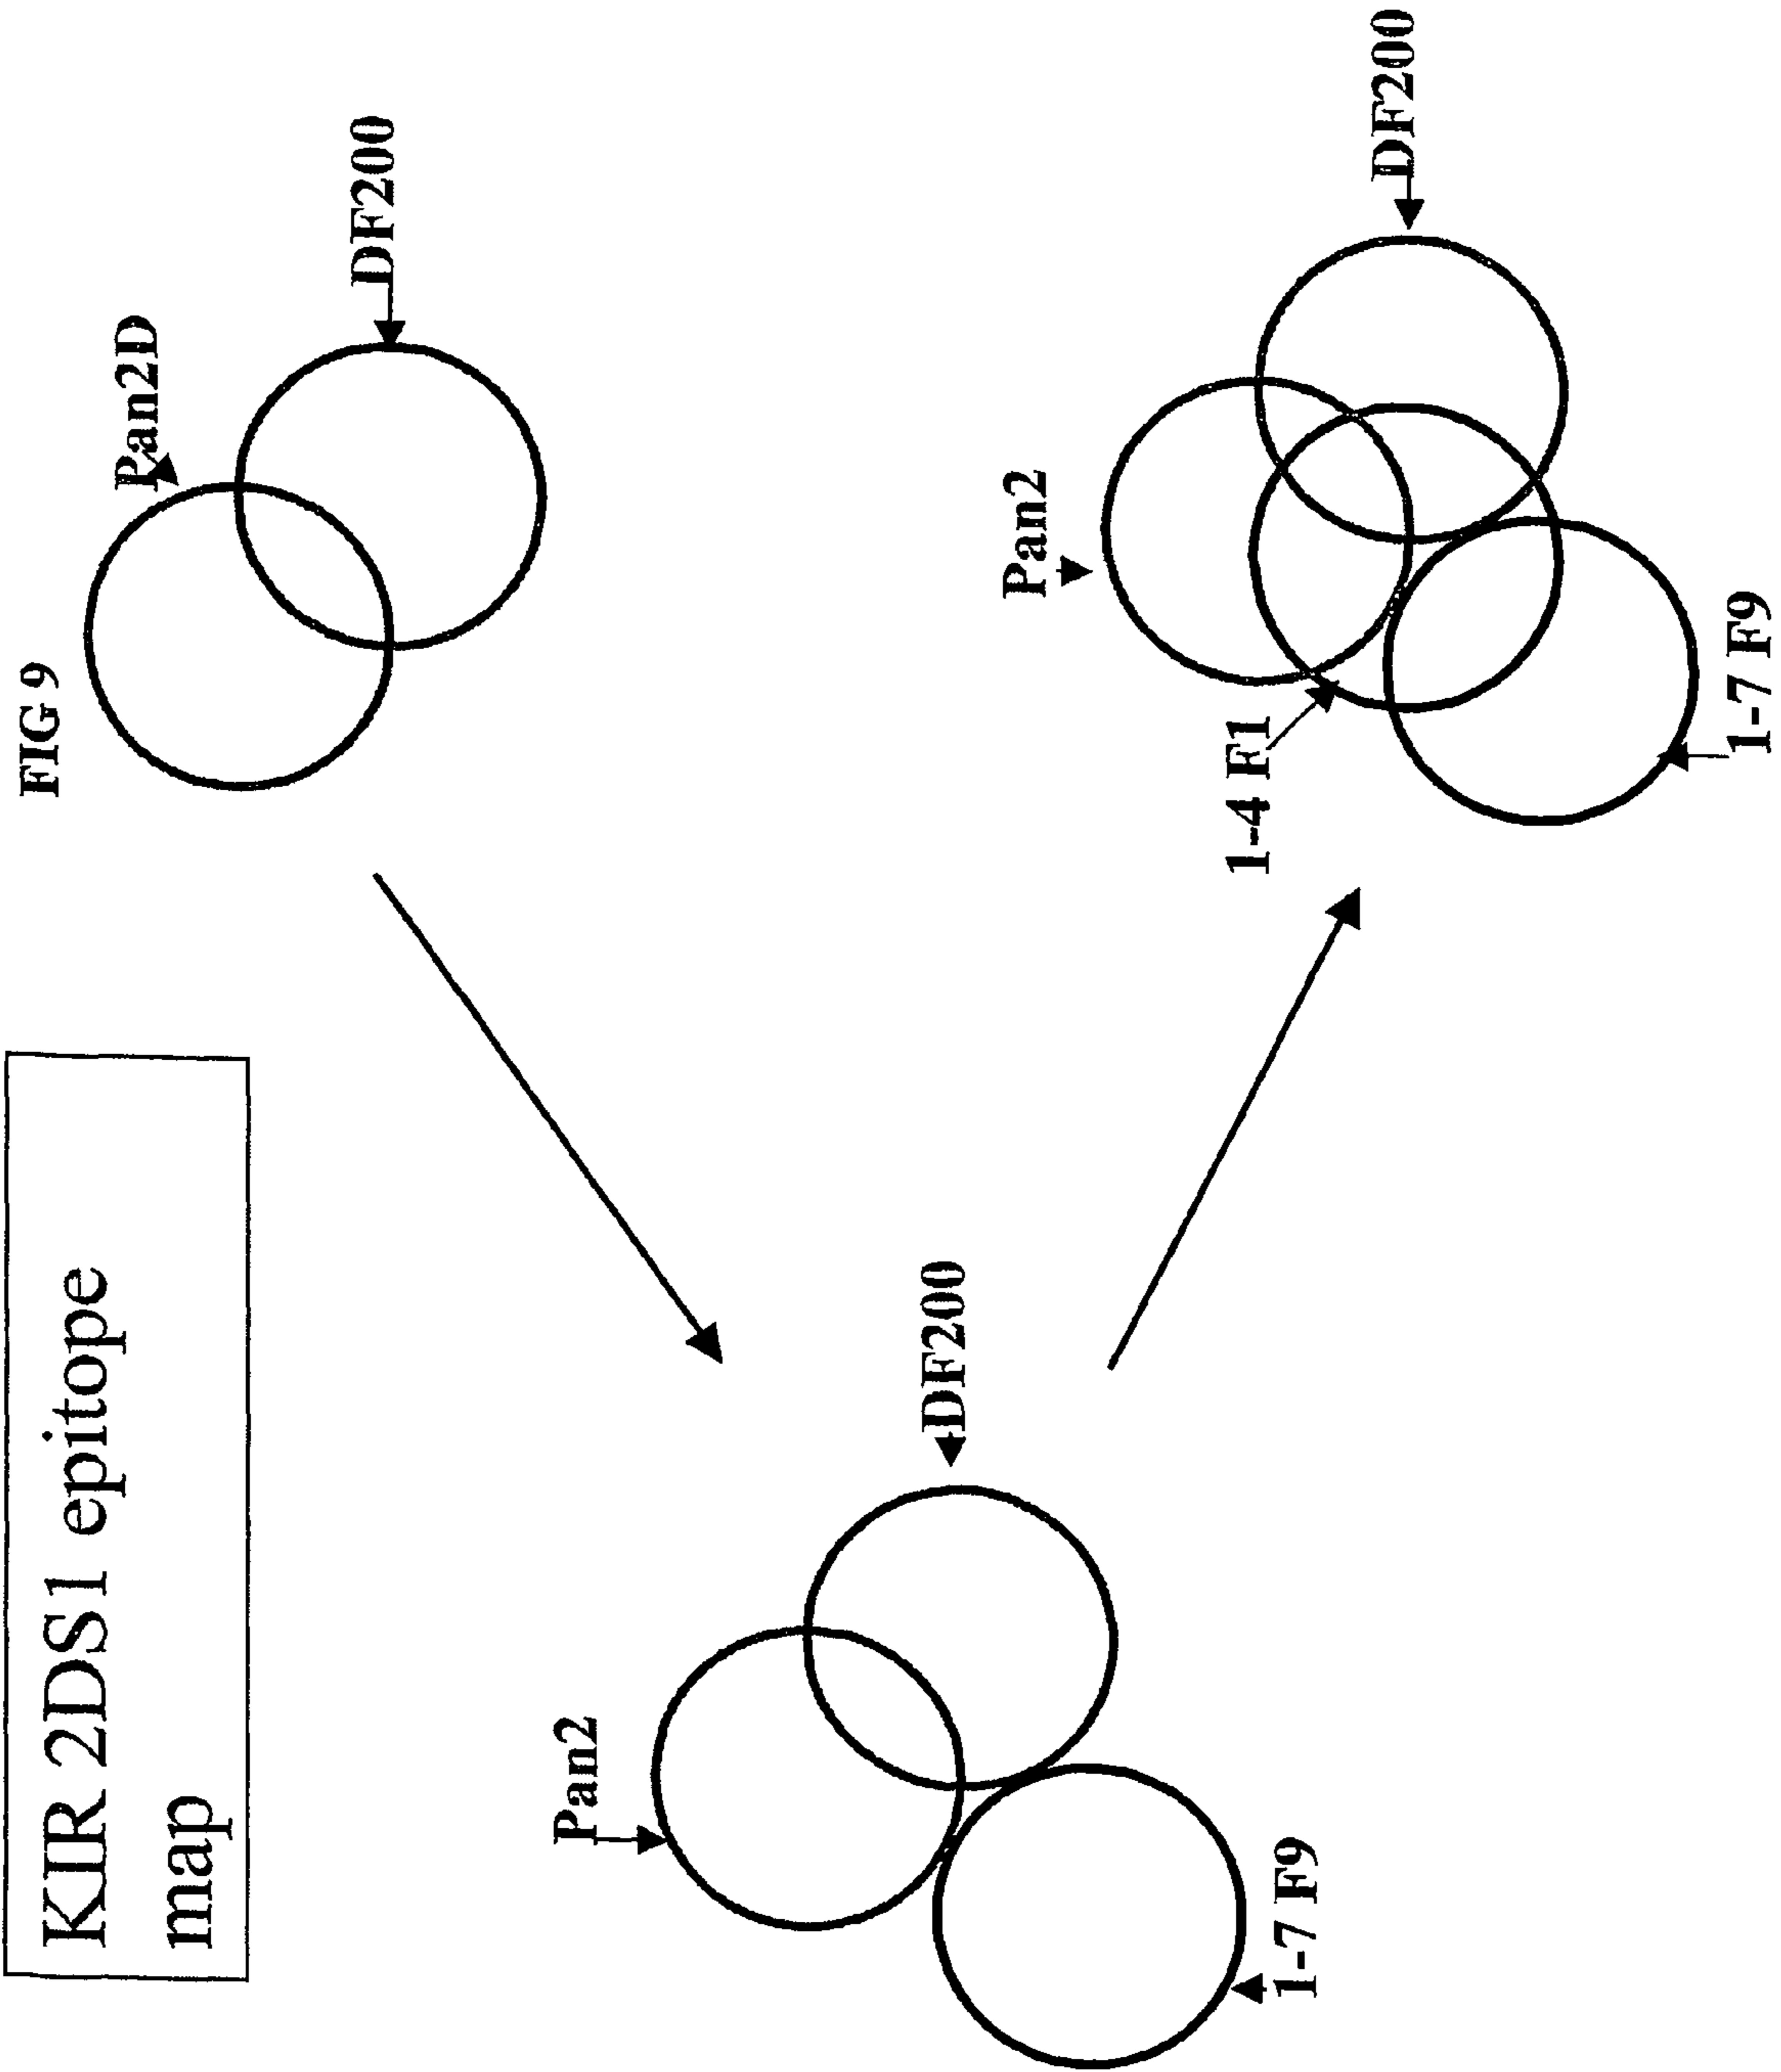 FIG 9
KIR 2DS1 epitope
map
Pan2D
DF200
Pan2
DF200
1-7 F9
Pan2
1-4 F1
DF200
1-7 F9